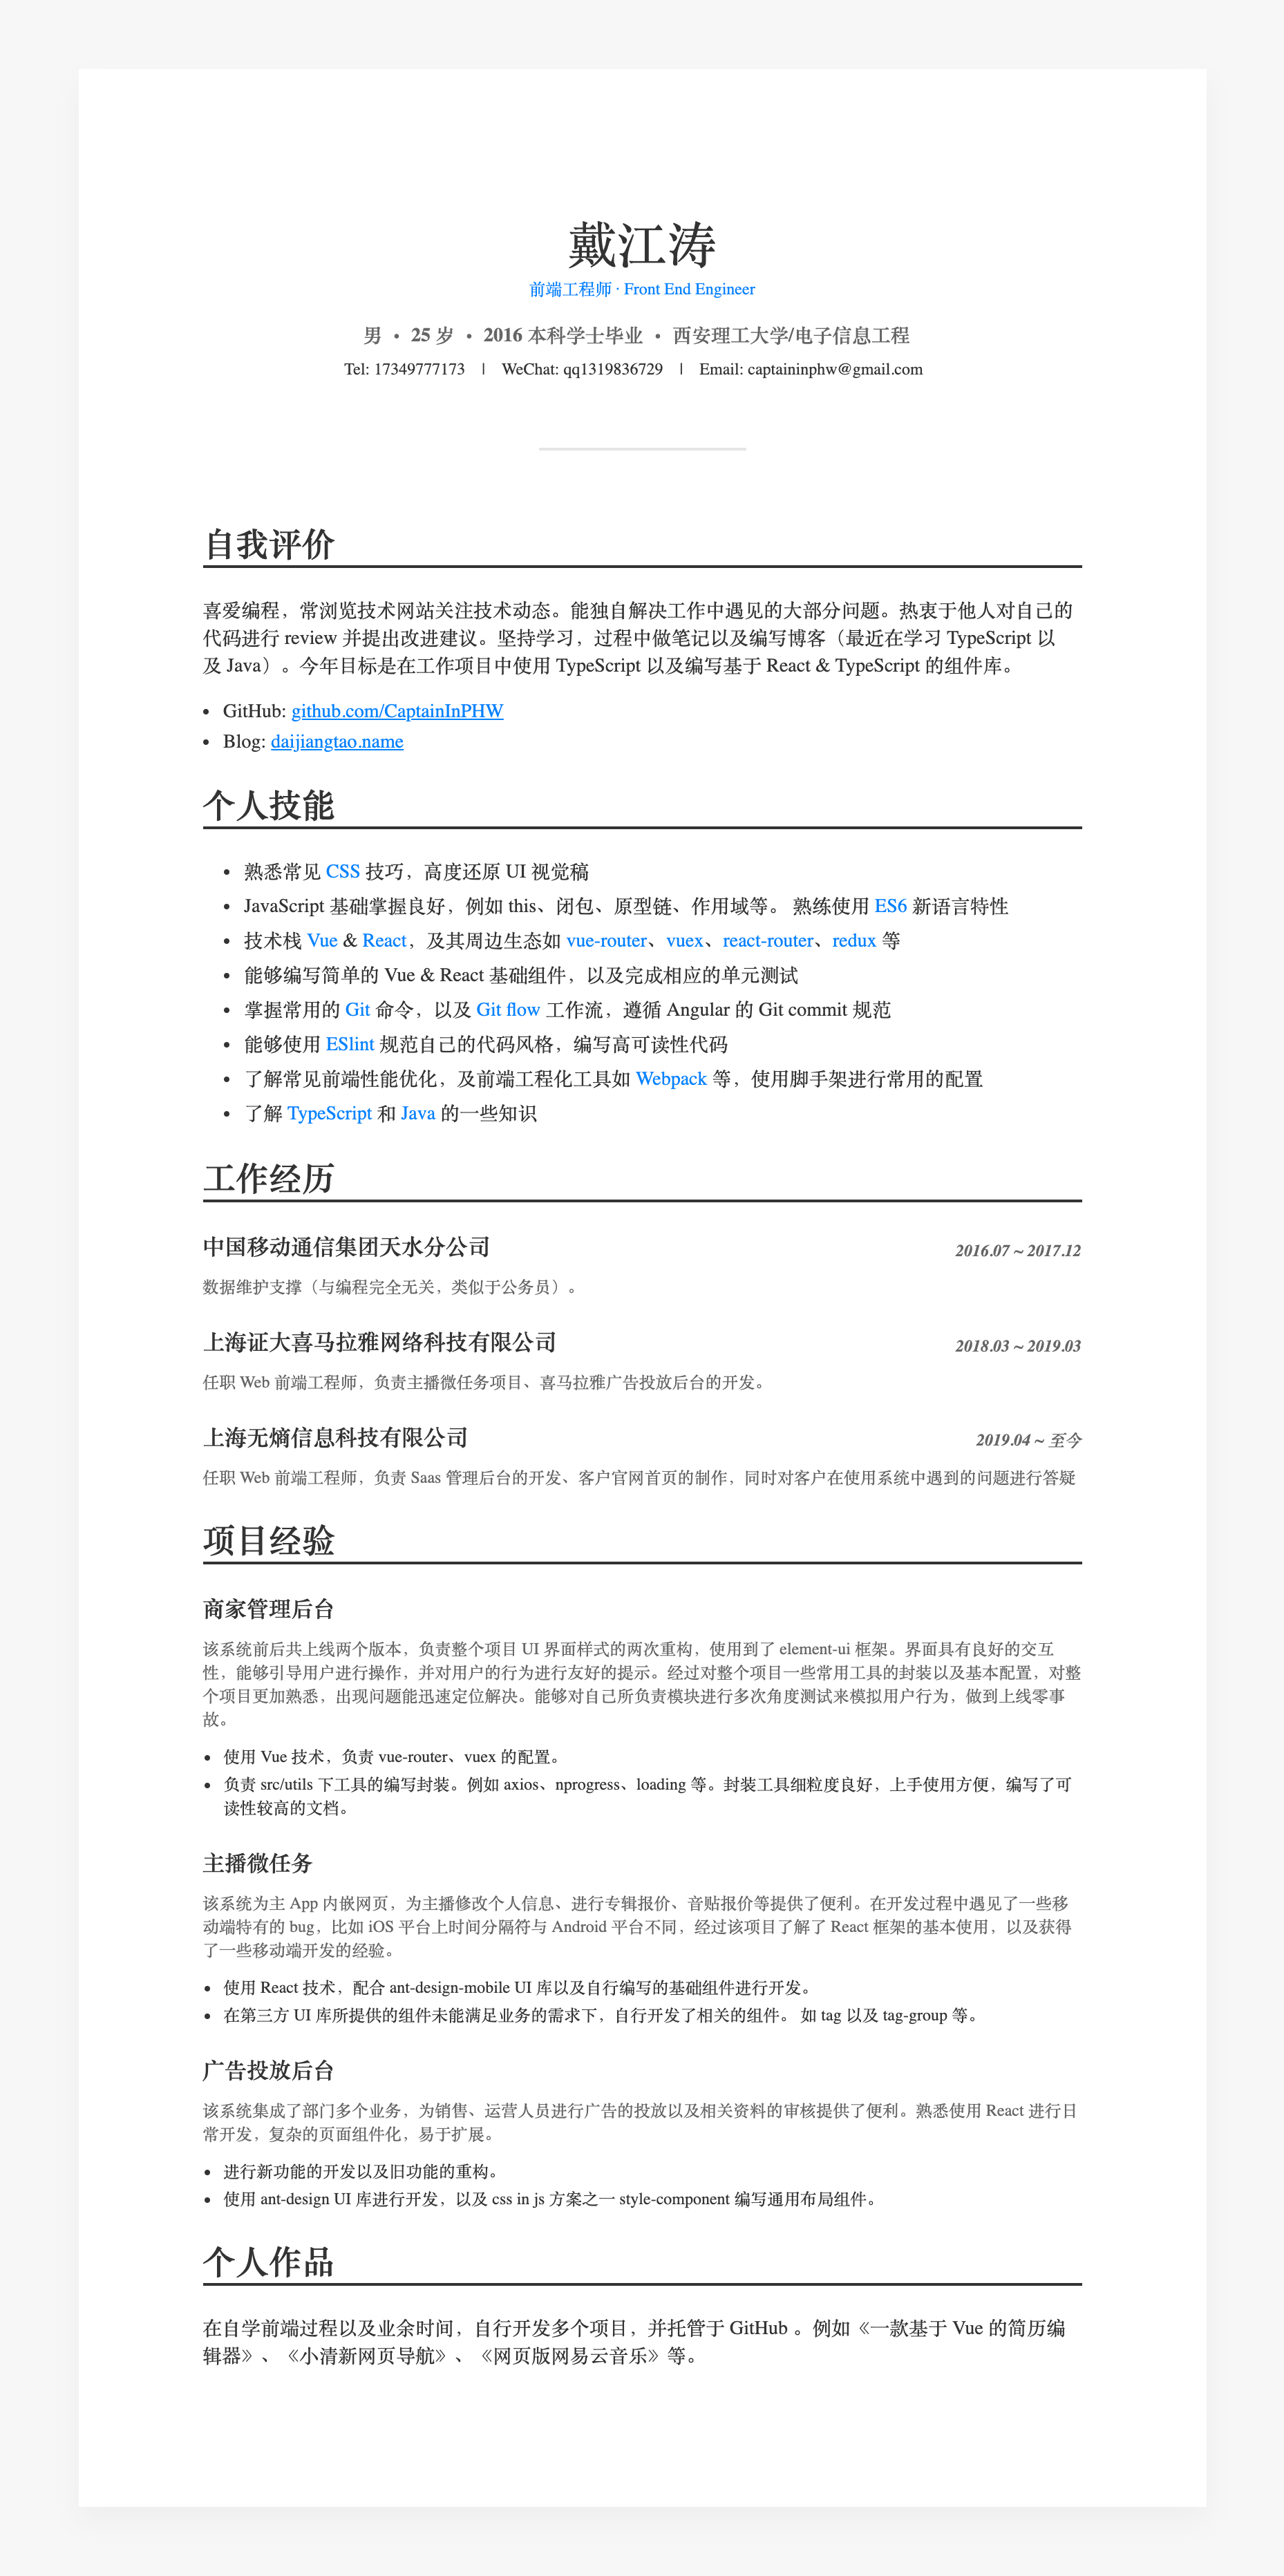 戴江涛
前端工程师 · Front End Engineer
男 • 25 岁 • 2016 本科学士毕业 • 西安理工大学/电子信息工程
Tel: 17349777173 | WeChat: qq1319836729 | Email: captaininphw@gmail.com
自我评价
喜爱编程，常浏览技术网站关注技术动态。能独自解决工作中遇见的大部分问题。热衷于他人对自己的
代码进行 review 并提出改进建议。坚持学习，过程中做笔记以及编写博客（最近在学习 TypeScript 以
及 Java）。今年目标是在工作项目中使用 TypeScript 以及编写基于 React & TypeScript 的组件库。
• GitHub: github.com/CaptainInPHW
• Blog: daijiangtao.name
个人技能
• 熟悉常见 CSS 技巧，高度还原 UI 视觉稿
• JavaScript 基础掌握良好，例如 this、闭包、原型链、作用域等。 熟练使用 ES6 新语言特性
• 技术栈 Vue & React，及其周边生态如 vue-router、vuex、react-router、redux 等
• 能够编写简单的 Vue & React 基础组件，以及完成相应的单元测试
• 掌握常用的 Git 命令，以及 Git flow 工作流，遵循 Angular 的 Git commit 规范
• 能够使用 ESlint 规范自己的代码风格，编写高可读性代码
• 了解常见前端性能优化，及前端工程化工具如 Webpack 等，使用脚手架进行常用的配置
• 了解 TypeScript 和 Java 的一些知识
工作经历
中国移动通信集团天水分公司 2016.07 ~ 2017.12
数据维护支撑（与编程完全无关，类似于公务员）。
上海证大喜马拉雅网络科技有限公司 2018.03 ~ 2019.03
任职 Web 前端工程师，负责主播微任务项目、喜马拉雅广告投放后台的开发。
上海无熵信息科技有限公司 2019.04 ~ 至今
任职 Web 前端工程师，负责 Saas 管理后台的开发、客户官网首页的制作，同时对客户在使用系统中遇到的问题进行答疑
项目经验
商家管理后台
该系统前后共上线两个版本，负责整个项目 UI 界面样式的两次重构，使用到了 element-ui 框架。界面具有良好的交互
性，能够引导用户进行操作，并对用户的行为进行友好的提示。经过对整个项目一些常用工具的封装以及基本配置，对整
个项目更加熟悉，出现问题能迅速定位解决。能够对自己所负责模块进行多次角度测试来模拟用户行为，做到上线零事
故。
• 使用 Vue 技术，负责 vue-router、vuex 的配置。
• 负责 src/utils 下工具的编写封装。例如 axios、nprogress、loading 等。封装工具细粒度良好，上手使用方便，编写了可
读性较高的文档。
主播微任务
该系统为主 App 内嵌网页，为主播修改个人信息、进行专辑报价、音贴报价等提供了便利。在开发过程中遇见了一些移
动端特有的 bug，比如 iOS 平台上时间分隔符与 Android 平台不同，经过该项目了解了 React 框架的基本使用，以及获得
了一些移动端开发的经验。
• 使用 React 技术，配合 ant-design-mobile UI 库以及自行编写的基础组件进行开发。
• 在第三方 UI 库所提供的组件未能满足业务的需求下，自行开发了相关的组件。 如 tag 以及 tag-group 等。
广告投放后台
该系统集成了部门多个业务，为销售、运营人员进行广告的投放以及相关资料的审核提供了便利。熟悉使用 React 进行日
常开发，复杂的页面组件化，易于扩展。
• 进行新功能的开发以及旧功能的重构。
• 使用 ant-design UI 库进行开发，以及 css in js 方案之一 style-component 编写通用布局组件。
个人作品
在自学前端过程以及业余时间，自行开发多个项目，并托管于 GitHub 。例如《一款基于 Vue 的简历编
辑器》、《小清新网页导航》、《网页版网易云音乐》等。